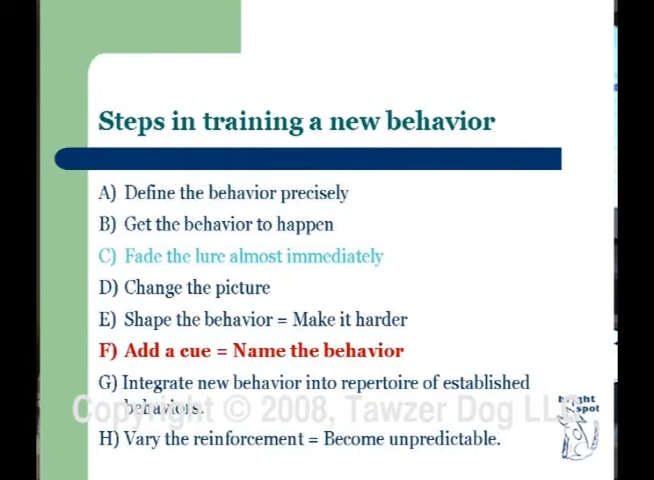 Steps in training a new behavior
A) Define the behavior precisely
B) Get the behavior to happen
C) Fade the lure almost immediately
D) Change the picture
E) Shape the behavior = Make it harder
F) Add a cue = Name the behavior
G) Integrate new behavior into repertoire of established
behaviors.
Copyright © 2008, Tawzer Dog LLC
bright
spot
H) Vary the reinforcement = Become unpredictable.